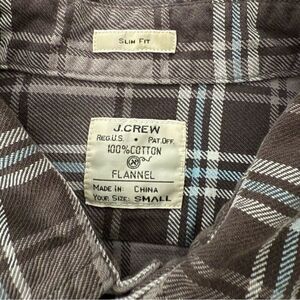 SLIM FIT
J.CREW
REG.U.S. • PAT.OFF.
100% COTTON
FLANNEL
MADE IN: CHINA
YOUR SIZE: SMALL